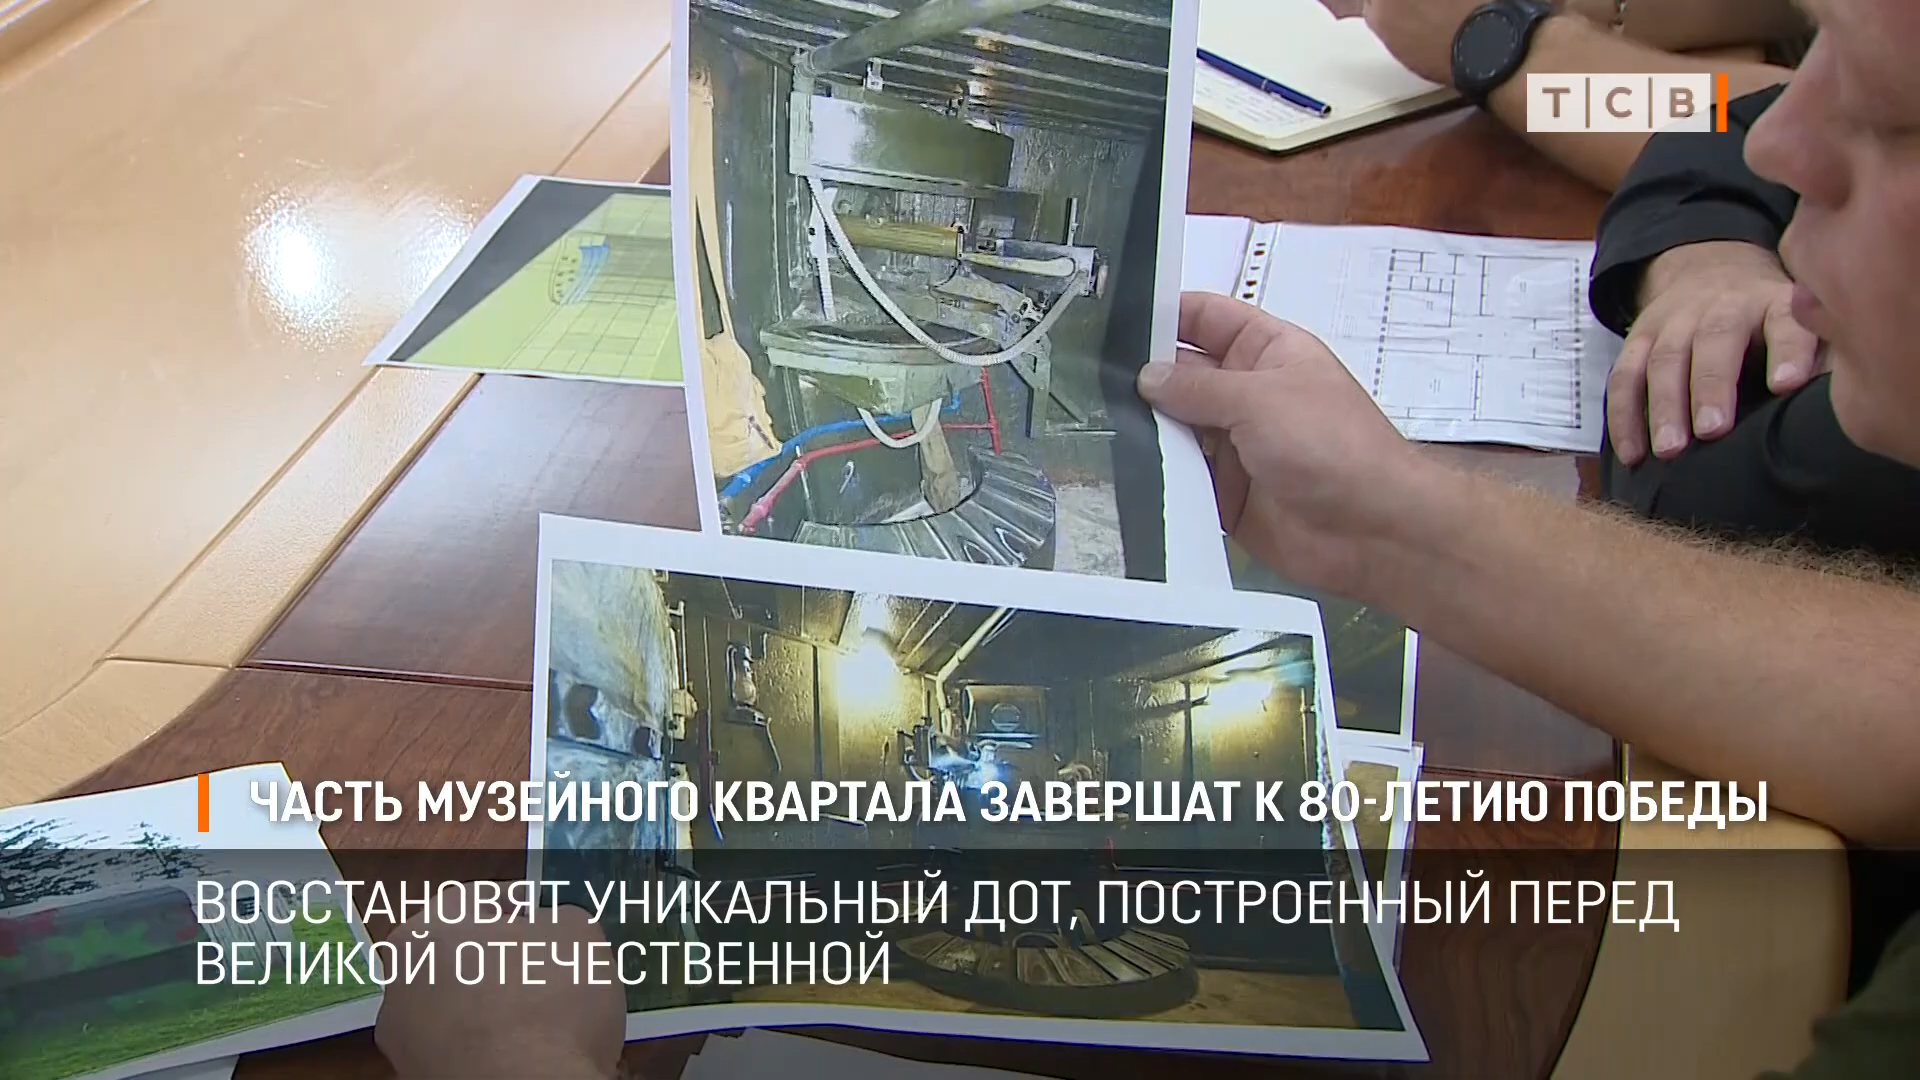 ТСВ
ЧАСТЬ МУЗЕЙНОГО КВАРТАЛА ЗАВЕРШАТ К 80-ЛЕТИЮ ПОБЕДЫ
ВОССТАНОВЯТ УНИКАЛЬНЫЙ ДОТ, ПОСТРОЕННЫЙ ПЕРЕД
ВЕЛИКОЙ ОТЕЧЕСТВЕННОЙ